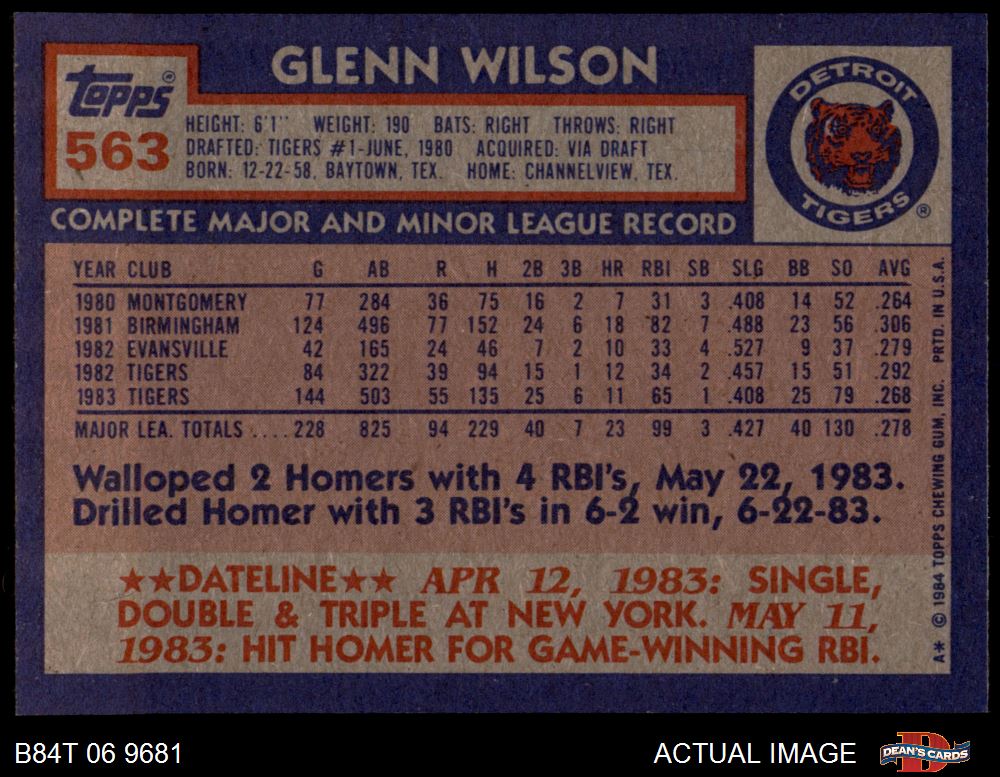 GLENN WILSON
Topps®
563
HEIGHT: 6'1" WEIGHT: 190 BATS: RIGHT THROWS: RIGHT
DRAFTED: TIGERS #1-JUNE, 1980 ACQUIRED: VIA DRAFT
BORN: 12-22-58, BAYTOWN, TEX. HOME: CHANNELVIEW, TEX.
DETROIT
TIGERS®
COMPLETE MAJOR AND MINOR LEAGUE RECORD
YEAR CLUB G AB R H 2B 3B HR RBI SB SLG BB SO AVG
1980 MONTGOMERY 77 284 36 75 16 2 7 31 3 .408 14 52 .264
1981 BIRMINGHAM 124 496 77 152 24 6 18 82 7 .488 23 56 .306
1982 EVANSVILLE 42 165 24 46 7 2 10 33 4 .527 9 37 .279
1982 TIGERS 84 322 39 94 15 1 12 34 2 .457 15 51 .292
1983 TIGERS 144 503 55 135 25 6 11 65 1 .408 25 79 .268
MAJOR LEA. TOTALS ....228 825 94 229 40 7 23 99 3 .427 40 130 .278
Walloped 2 Homers with 4 RBI's, May 22, 1983.
Drilled Homer with 3 RBI's in 6-2 win, 6-22-83.
★★DATELINE★★ APR 12, 1983: SINGLE,
DOUBLE & TRIPLE AT NEW YORK. MAY 11,
1983: HIT HOMER FOR GAME-WINNING RBI.
A* © 1984 TOPPS CHEWING GUM, INC. PRTD. IN U.S.A.
B84T 06 9681
ACTUAL IMAGE
DEAN'S CARDS